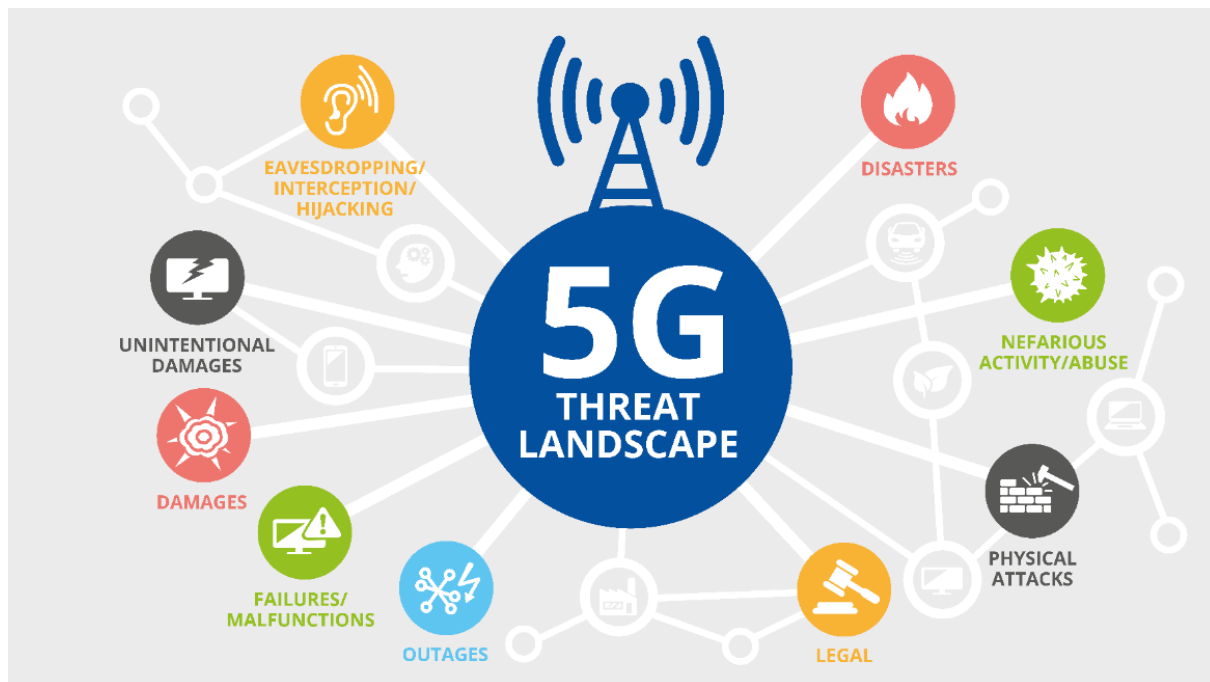 5G
THREAT
LANDSCAPE
EAVESDROPPING/
INTERCEPTION/
HIJACKING
UNINTENTIONAL
DAMAGES
DAMAGES
FAILURES/
MALFUNCTIONS
OUTAGES
DISASTERS
NEFARIOUS
ACTIVITY/ABUSE
PHYSICAL
ATTACKS
LEGAL